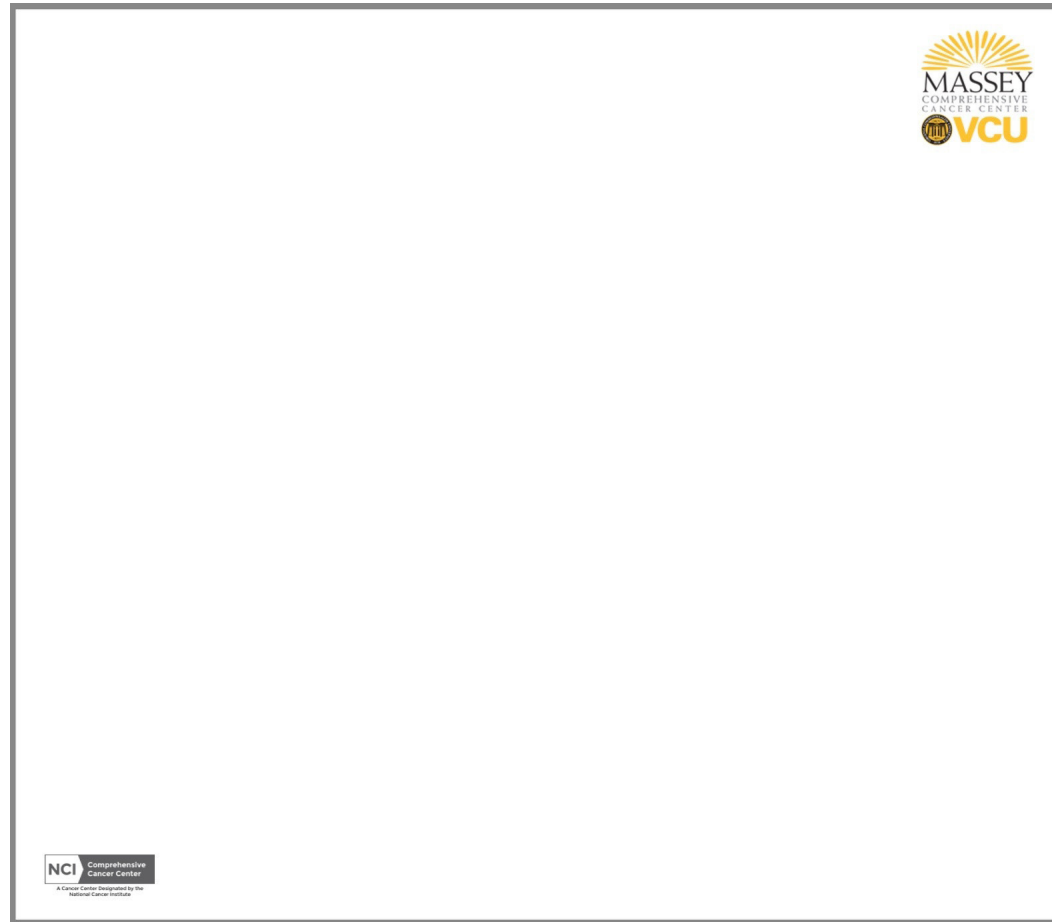 MASSEY
COMPREHENSIVE
CANCER CENTER
VCU
NCI Comprehensive
Cancer Center
A Cancer Center Designated by the
National Cancer Institute